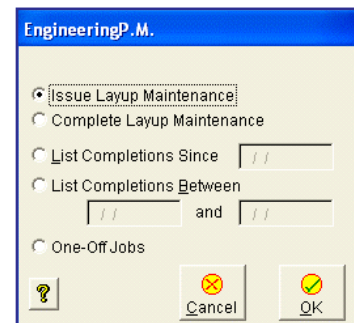 EngineeringP.M.
Issue Layup Maintenance
Complete Layup Maintenance
List Completions Since / /
List Completions Between
/ / and / /
One-Off Jobs
? Cancel OK